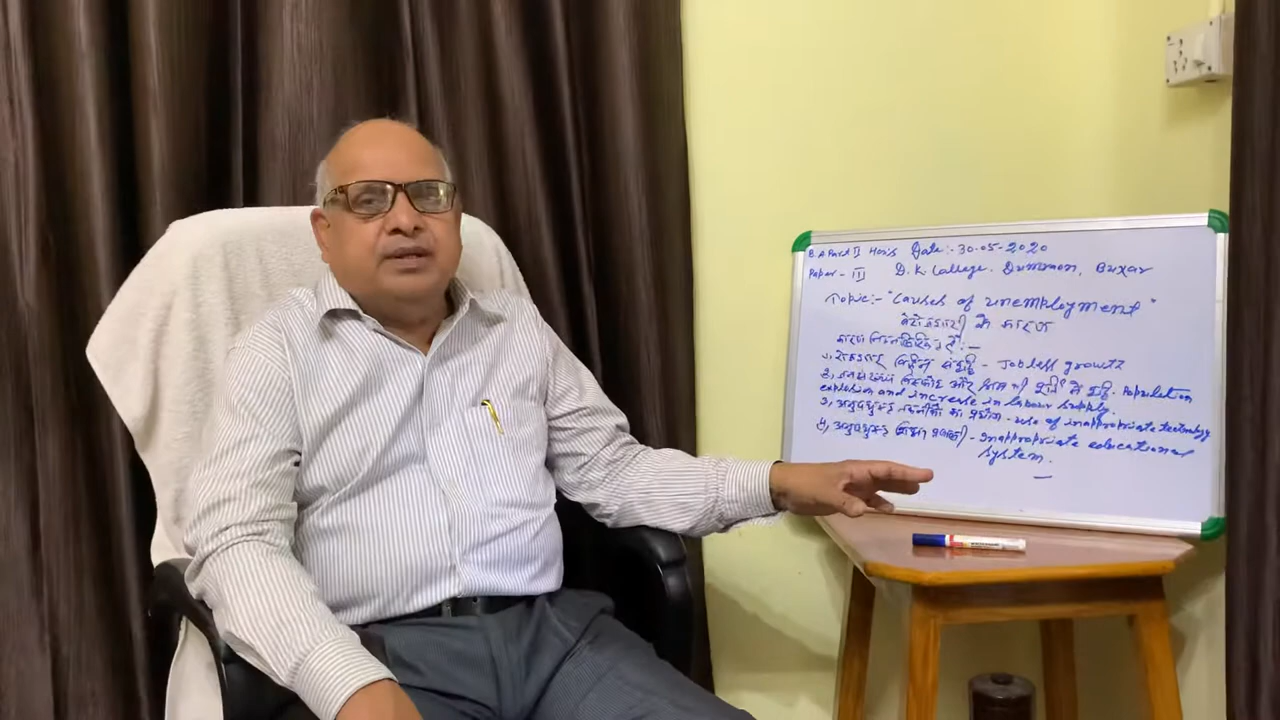 B.A Part II Hons Date:- 30-05-2020
Paper - III D.K. College. Dumraon, Buxar
Topic:- "Causes of unemployment"
बेरोजगारी के कारण
कारण निम्नलिखित हैं:-
1, रोजगार विहीन संवृद्धि - Jobless growth
2, जनसंख्या विस्फोट और श्रम की पूर्ति में वृद्धि - Population
explosion and increase in labour supply.
3, अनुपयुक्त तकनीकी का प्रयोग - use of inappropriate technology
4, अनुपयुक्त शिक्षा प्रणाली - Inappropriate educational
system.